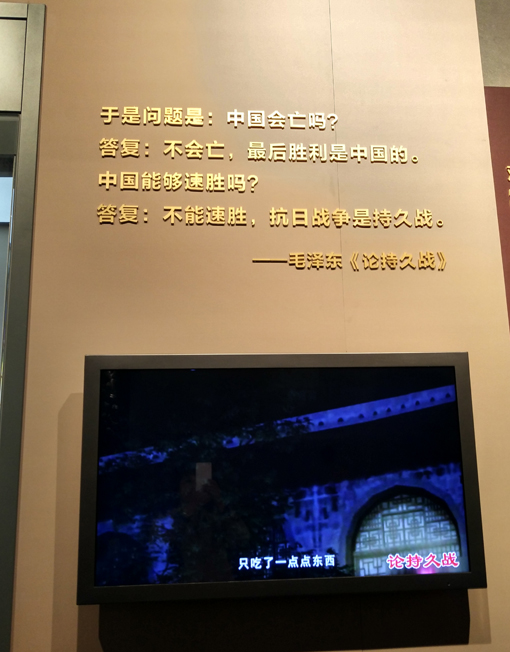 于是问题是：中国会亡吗？
答复：不会亡，最后胜利是中国的。
中国能够速胜吗？
答复：不能速胜，抗日战争是持久战。
——毛泽东《论持久战》
只吃了一点点东西
论持久战